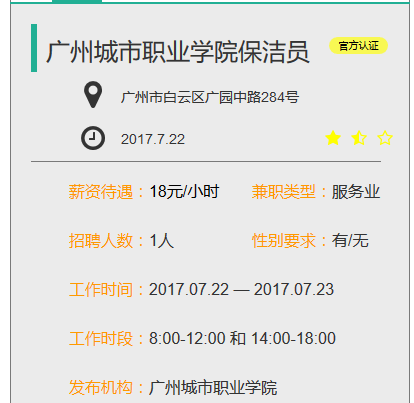 广州城市职业学院保洁员 官方认证
广州市白云区广园中路284号
2017.7.22
薪资待遇：18元/小时 兼职类型：服务业
招聘人数：1人 性别要求：有/无
工作时间：2017.07.22 — 2017.07.23
工作时段：8:00-12:00 和 14:00-18:00
发布机构：广州城市职业学院